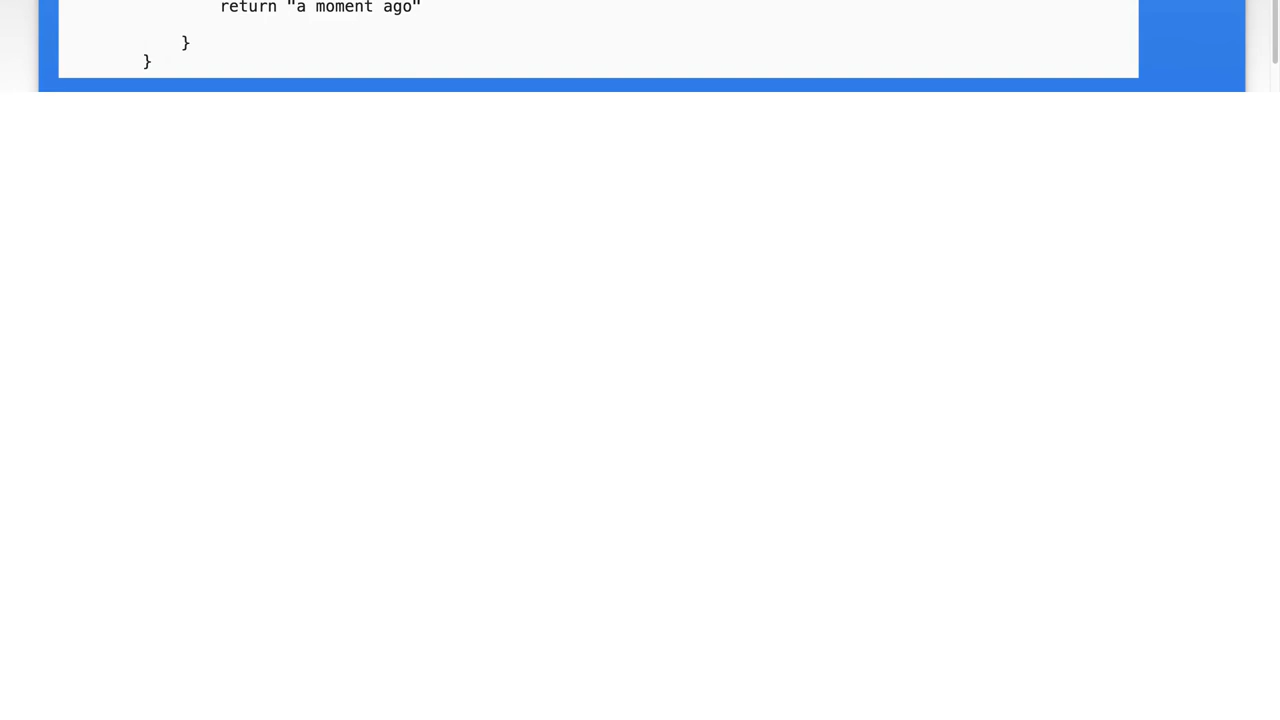 return "a moment ago"
}
}